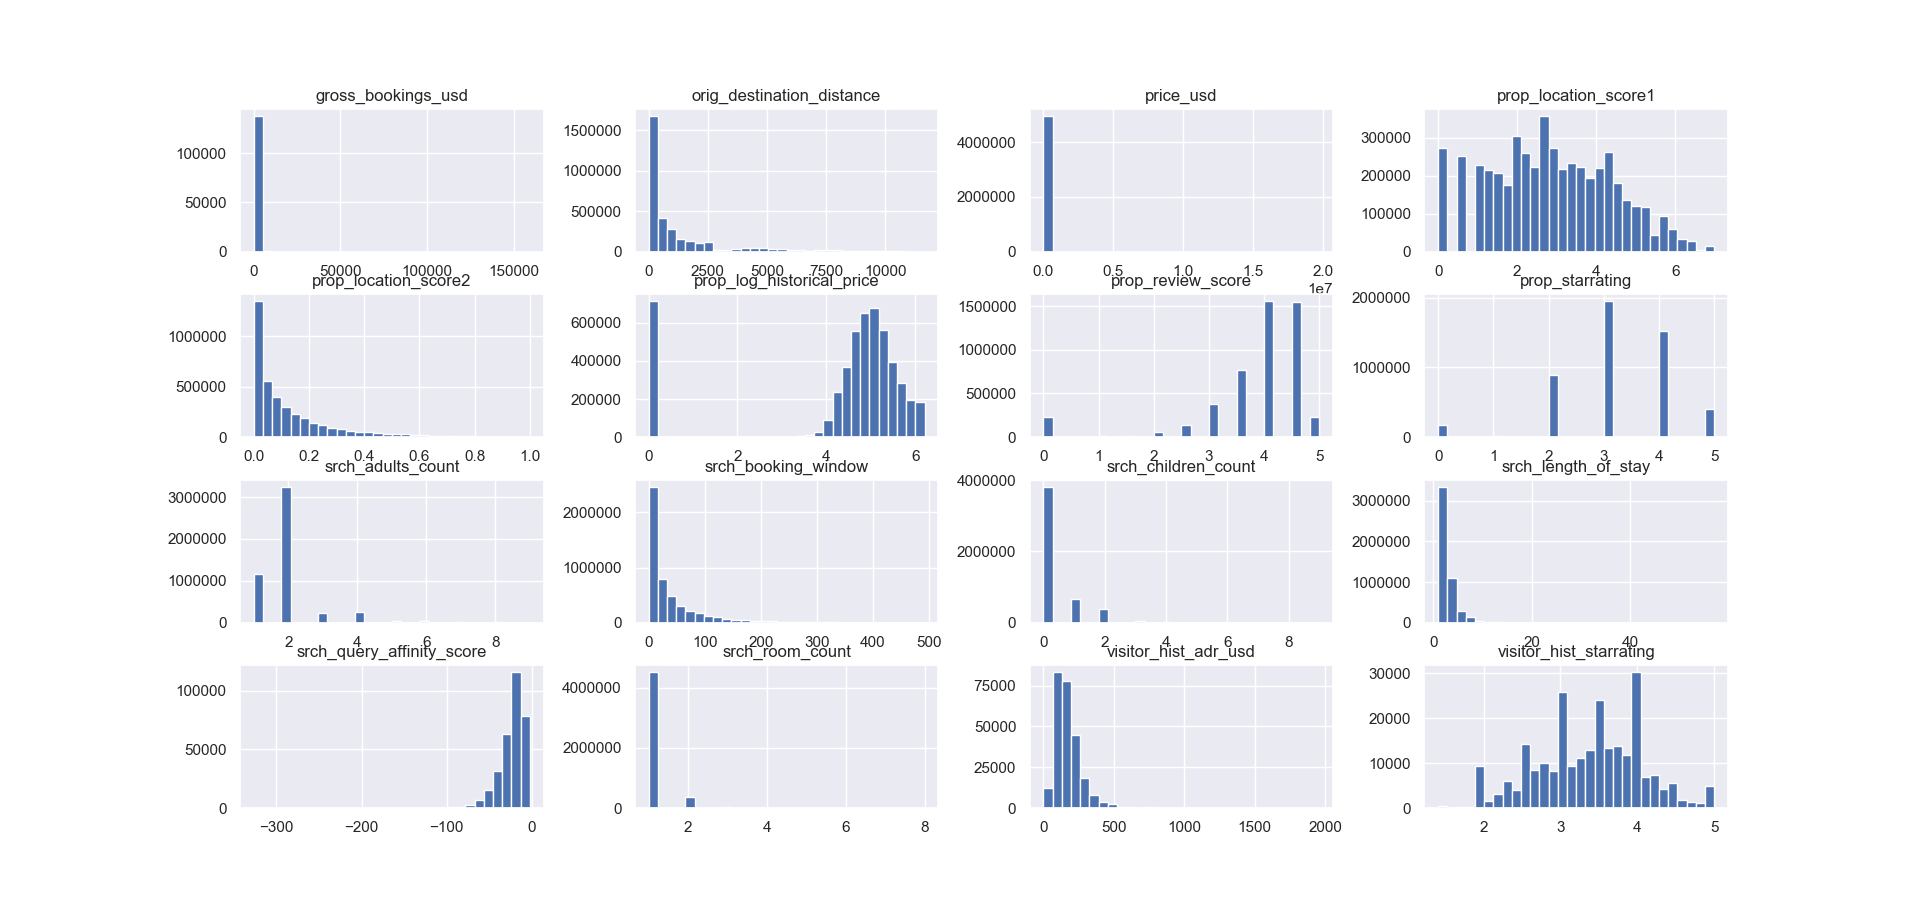 gross_bookings_usd
100000
50000
0
0 50000 100000 150000
orig_destination_distance
1500000
1000000
500000
0
0 2500 5000 7500 10000
price_usd
4000000
2000000
0
0.0 0.5 1.0 1.5 2.0
1e7
prop_location_score1
300000
200000
100000
0
0 2 4 6
prop_location_score2
1000000
500000
0
0.0 0.2 0.4 0.6 0.8 1.0
prop_log_historical_price
600000
400000
200000
0
0 2 4 6
prop_review_score
1500000
1000000
500000
0
0 1 2 3 4 5
prop_starrating
2000000
1000000
0
0 1 2 3 4 5
srch_adults_count
3000000
2000000
1000000
0
2 4 6 8
srch_booking_window
2000000
1000000
0
0 100 200 300 400 500
srch_children_count
4000000
2000000
0
0 2 4 6 8
srch_length_of_stay
3000000
2000000
1000000
0
0 20 40
srch_query_affinity_score
100000
50000
0
−300 −200 −100 0
srch_room_count
4000000
2000000
0
2 4 6 8
visitor_hist_adr_usd
75000
50000
25000
0
0 500 1000 1500 2000
visitor_hist_starrating
30000
20000
10000
0
2 3 4 5